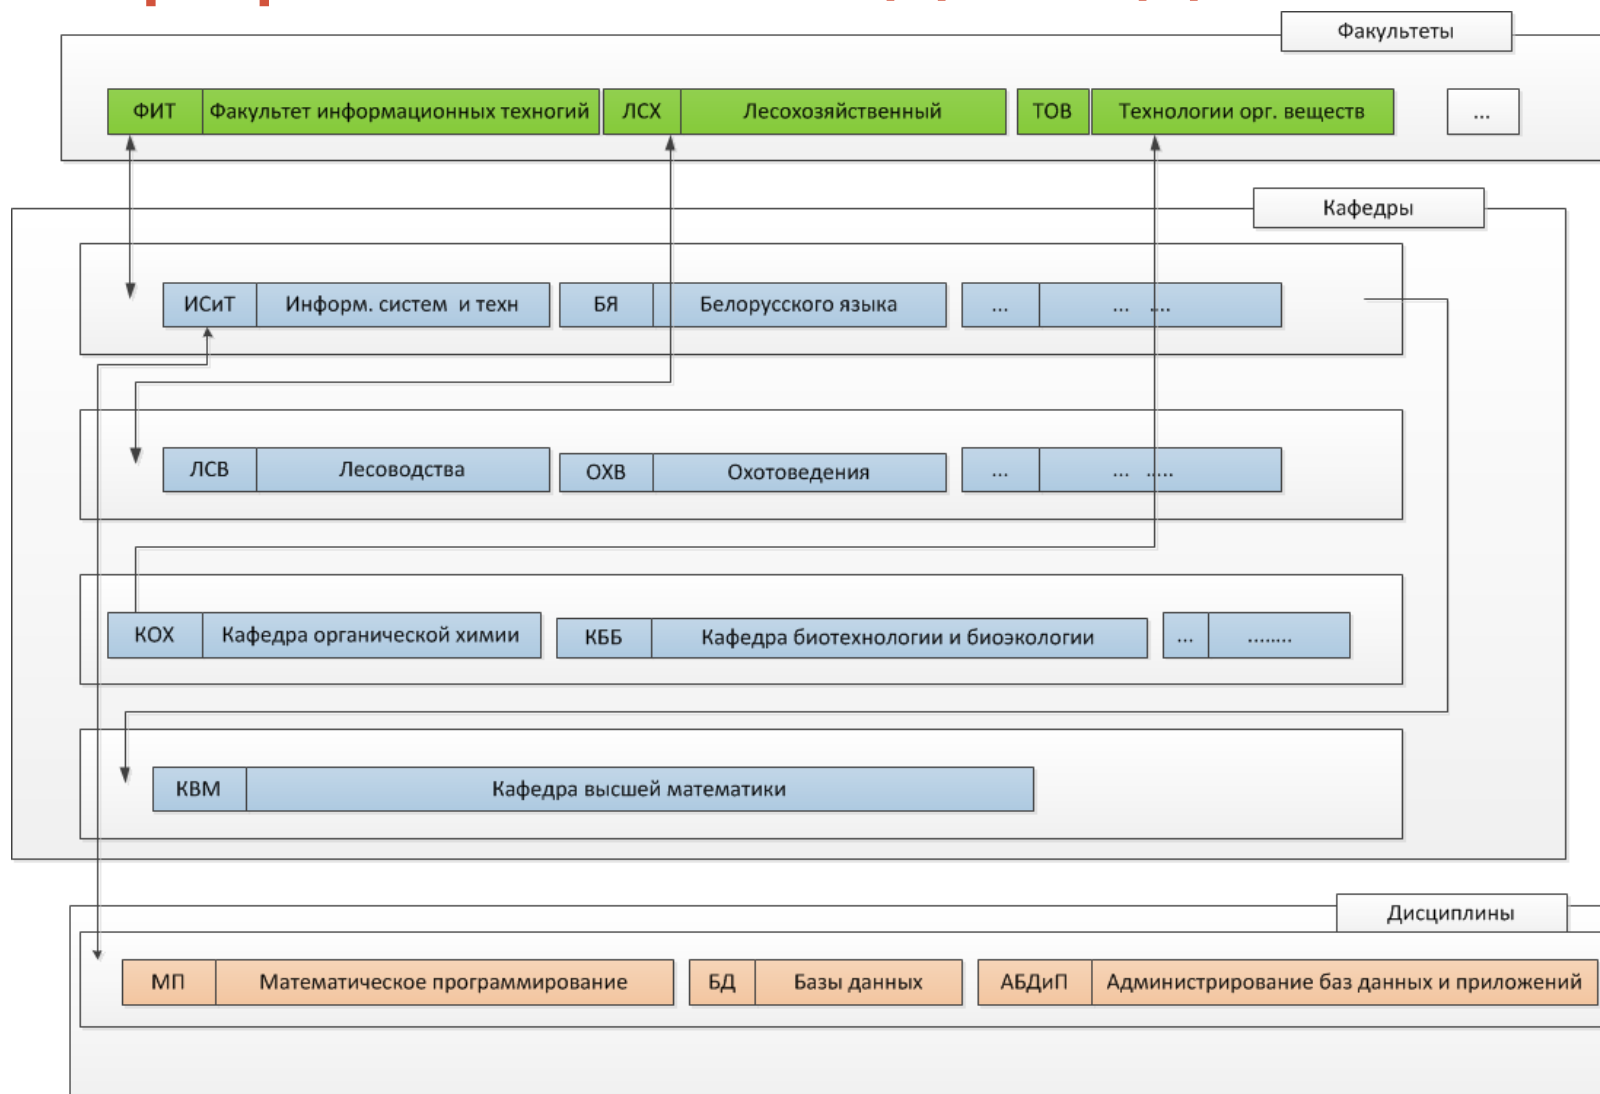 Факультеты
ФИТ Факультет информационных техногий ЛСХ Лесохозяйственный ТОВ Технологии орг. веществ ...
Кафедры
ИСиТ Информ. систем и техн БЯ Белорусского языка ... ... ....
ЛСВ Лесоводства ОХВ Охотоведения ... ... .....
КОХ Кафедра органической химии КББ Кафедра биотехнологии и биоэкологии ... ........
КВМ Кафедра высшей математики
Дисциплины
МП Математическое программирование БД Базы данных АБДиП Администрирование баз данных и приложений